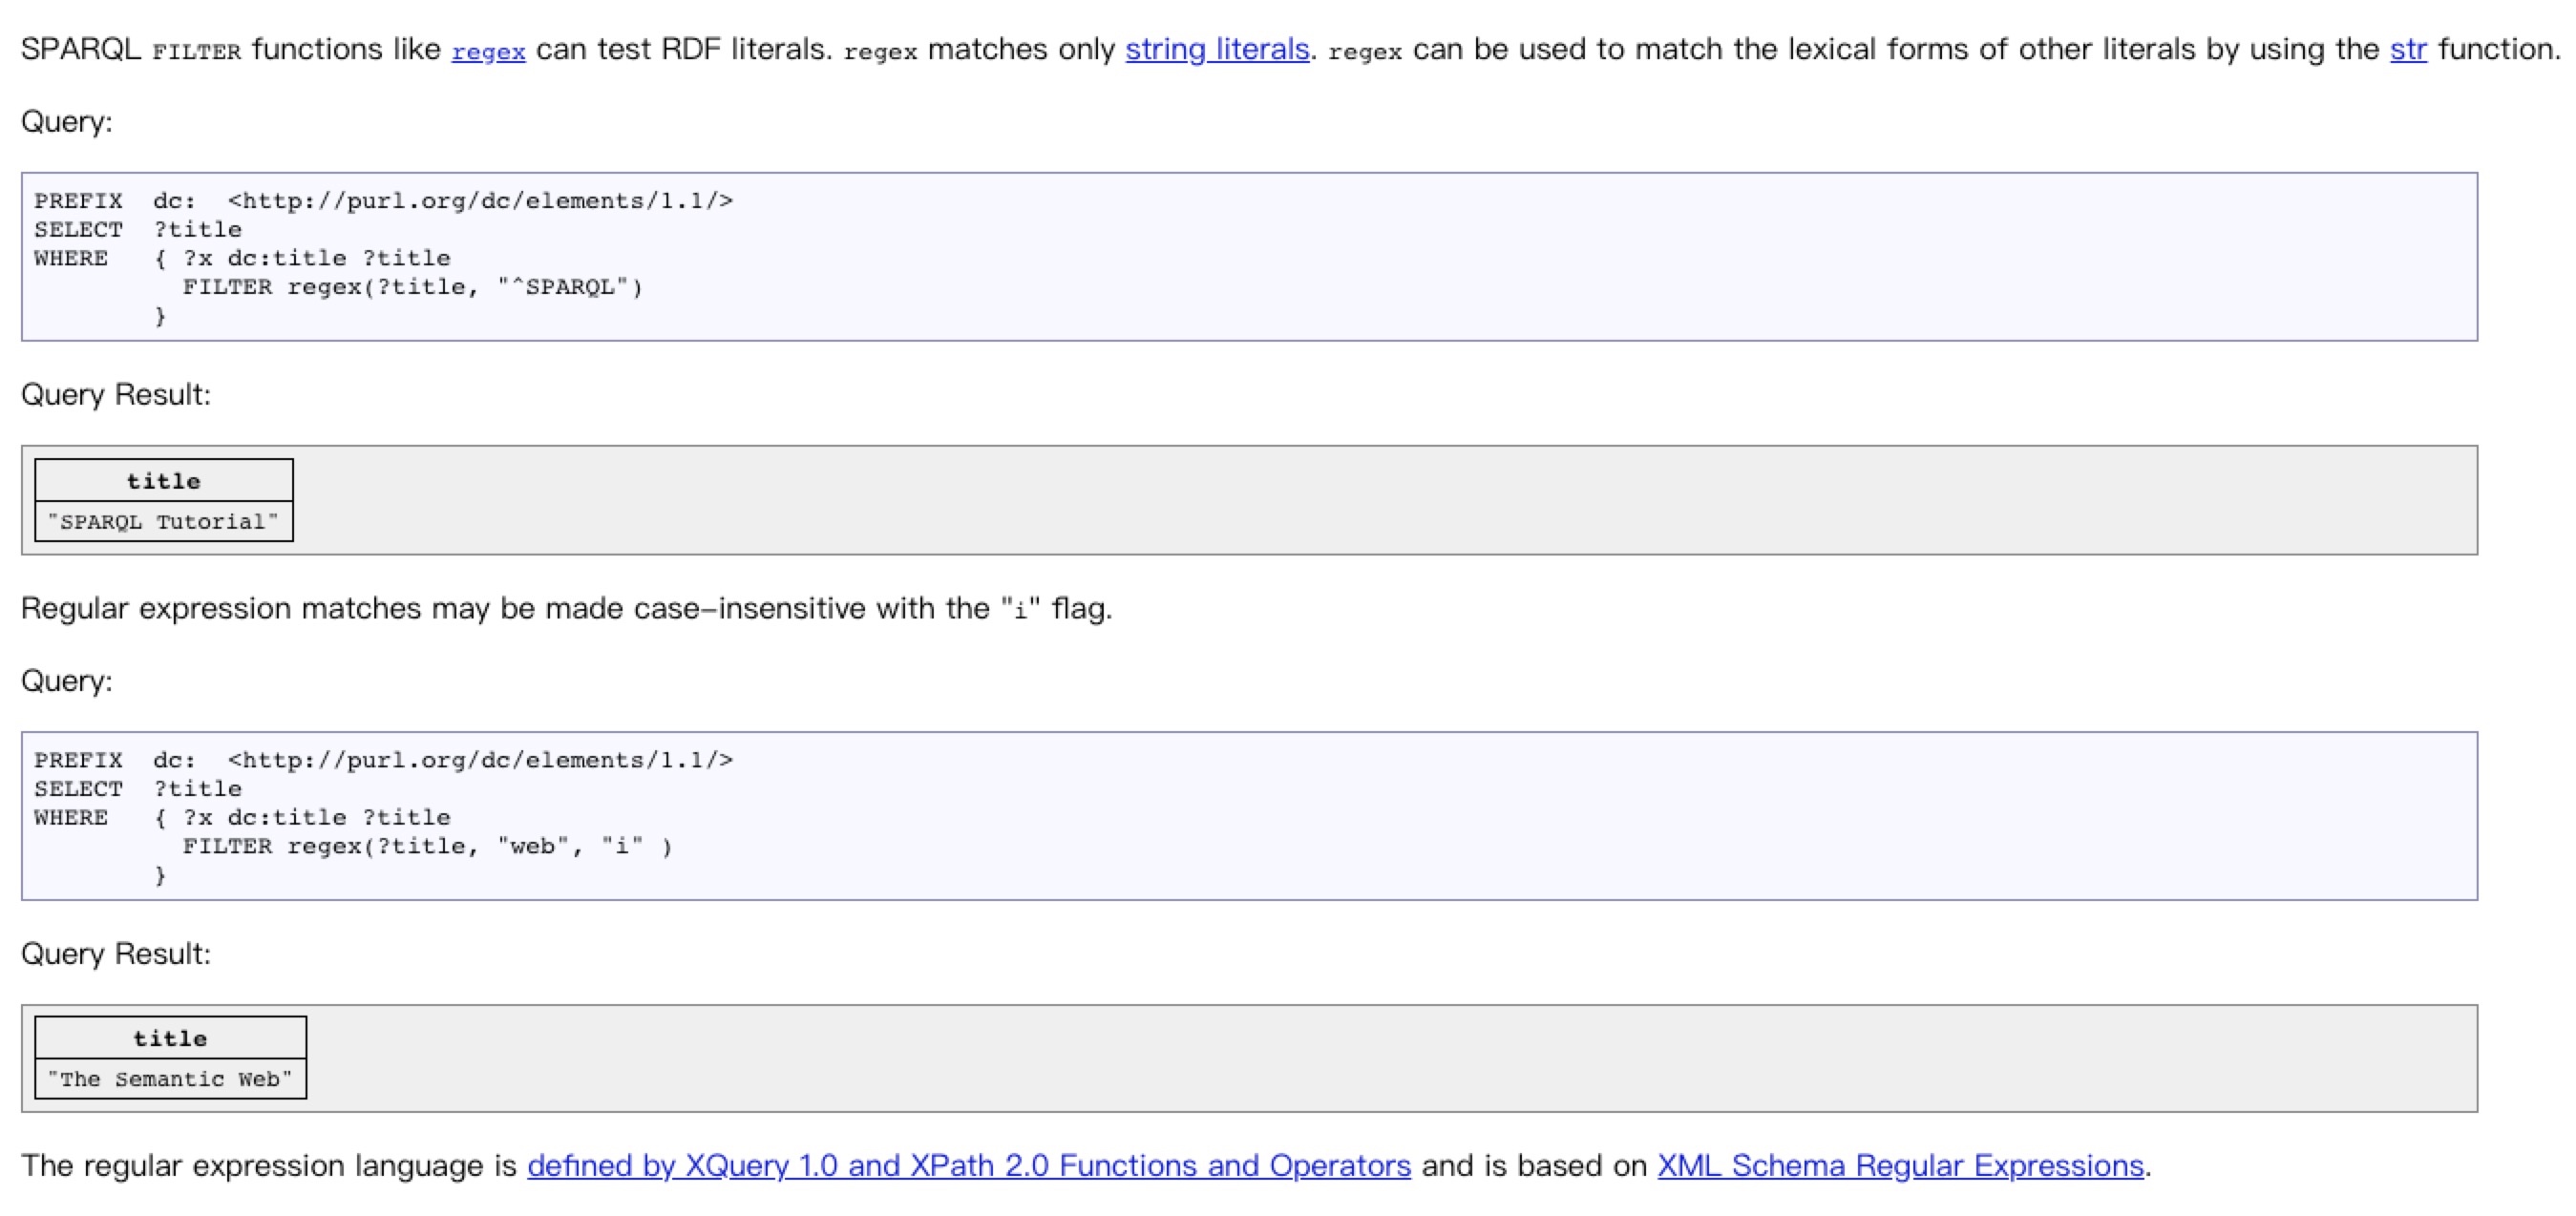 SPARQL FILTER functions like regex can test RDF literals. regex matches only string literals. regex can be used to match the lexical forms of other literals by using the str function.
Query:
PREFIX  dc:  <http://purl.org/dc/elements/1.1/>
SELECT  ?title
WHERE   { ?x dc:title ?title
          FILTER regex(?title, "^SPARQL")
        }
Query Result:
title
"SPARQL Tutorial"
Regular expression matches may be made case-insensitive with the "i" flag.
Query:
PREFIX  dc:  <http://purl.org/dc/elements/1.1/>
SELECT  ?title
WHERE   { ?x dc:title ?title
          FILTER regex(?title, "web", "i" )
        }
Query Result:
title
"The Semantic Web"
The regular expression language is defined by XQuery 1.0 and XPath 2.0 Functions and Operators and is based on XML Schema Regular Expressions.